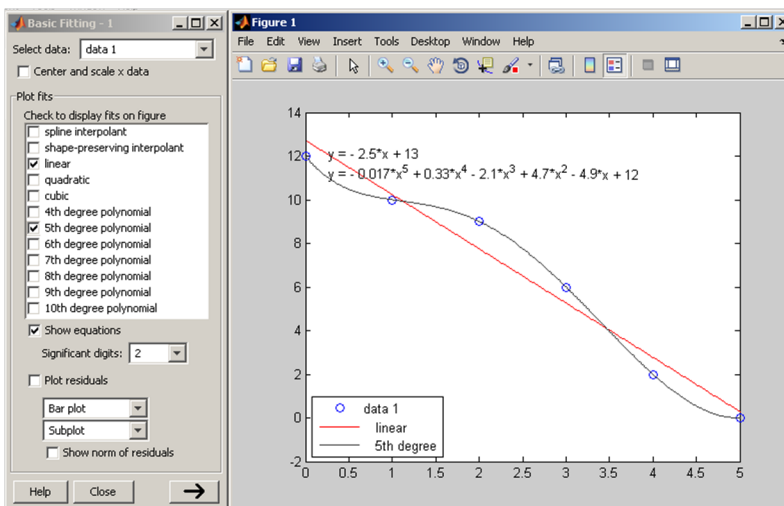 Basic Fitting - 1
Select data: data 1
Center and scale x data
Plot fits
Check to display fits on figure
spline interpolant
shape-preserving interpolant
linear
quadratic
cubic
4th degree polynomial
5th degree polynomial
6th degree polynomial
7th degree polynomial
8th degree polynomial
9th degree polynomial
10th degree polynomial
Show equations
Significant digits: 2
Plot residuals
Bar plot
Subplot
Show norm of residuals
Help Close
Figure 1
File Edit View Insert Tools Desktop Window Help
14
12
10
8
6
4
2
0
-2
y = - 2.5*x + 13
y = - 0.017*x^5 + 0.33*x^4 - 2.1*x^3 + 4.7*x^2 - 4.9*x + 12
data 1
linear
5th degree
0 0.5 1 1.5 2 2.5 3 3.5 4 4.5 5